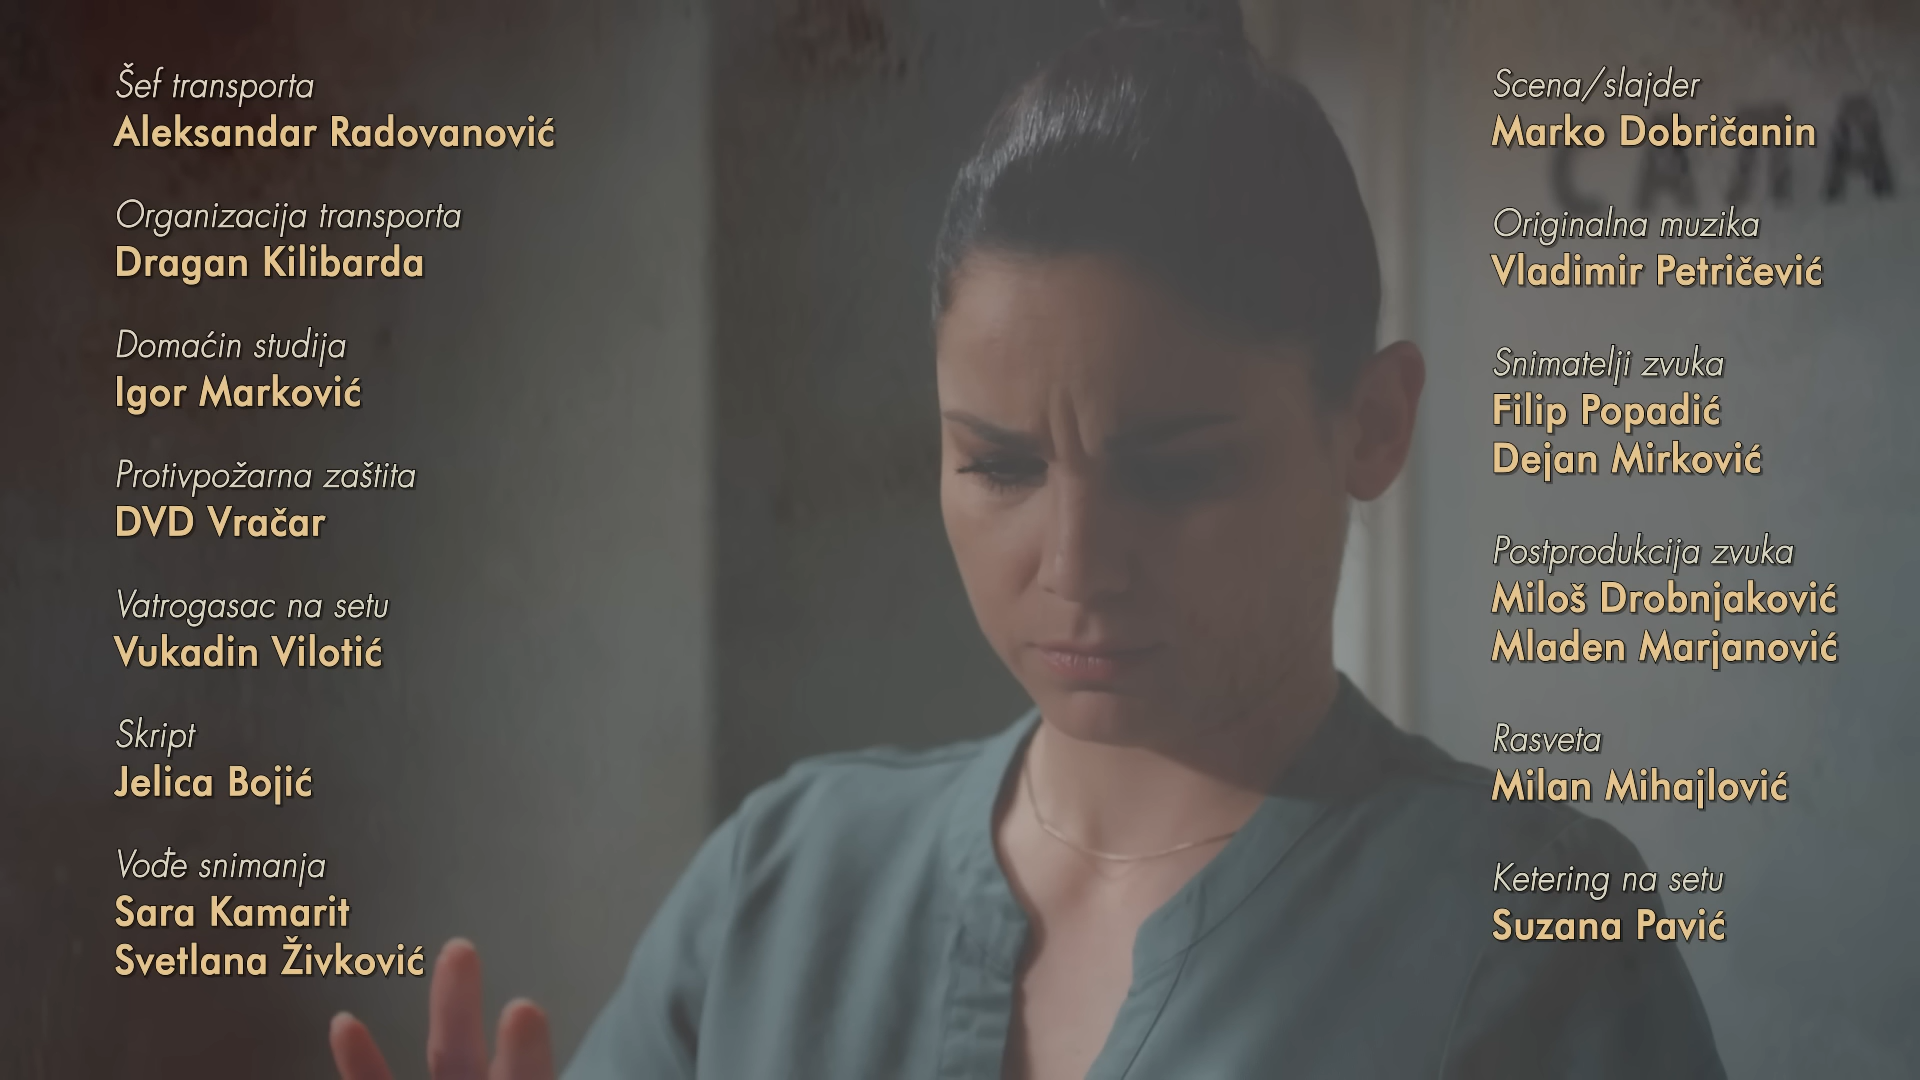 Šef transporta
Aleksandar Radovanović
Organizacija transporta
Dragan Kilibarda
Domaćin studija
Igor Marković
Protivpožarna zaštita
DVD Vračar
Vatrogasac na setu
Vukadin Vilotić
Skript
Jelica Bojić
Vođe snimanja
Sara Kamarit
Svetlana Živković
Scena/slajder
Marko Dobričanin
Originalna muzika
Vladimir Petričević
Snimatelji zvuka
Filip Popadić
Dejan Mirković
Postprodukcija zvuka
Miloš Drobnjaković
Mladen Marjanović
Rasveta
Milan Mihajlović
Ketering na setu
Suzana Pavić
САЛА